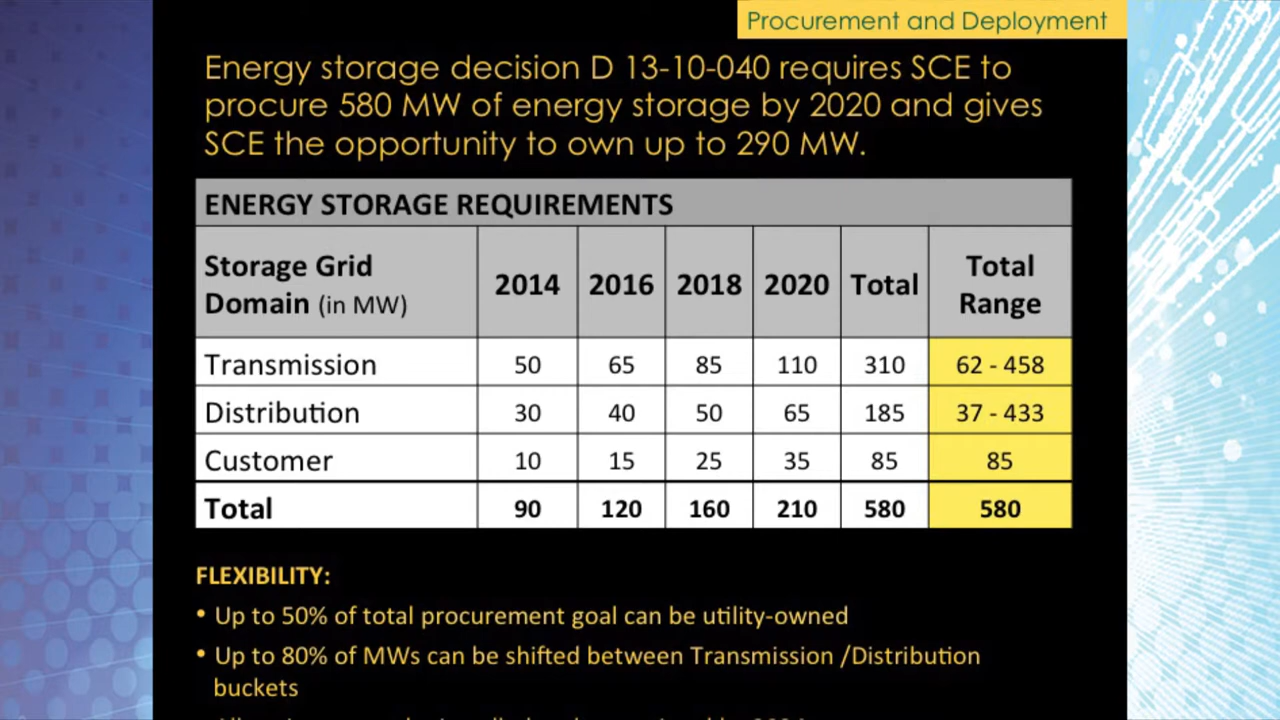 Procurement and Deployment
Energy storage decision D 13-10-040 requires SCE to
procure 580 MW of energy storage by 2020 and gives
SCE the opportunity to own up to 290 MW.
ENERGY STORAGE REQUIREMENTS
Storage Grid Domain (in MW) 2014 2016 2018 2020 Total Total Range
Transmission 50 65 85 110 310 62 - 458
Distribution 30 40 50 65 185 37 - 433
Customer 10 15 25 35 85 85
Total 90 120 160 210 580 580
FLEXIBILITY:
• Up to 50% of total procurement goal can be utility-owned
• Up to 80% of MWs can be shifted between Transmission /Distribution
buckets